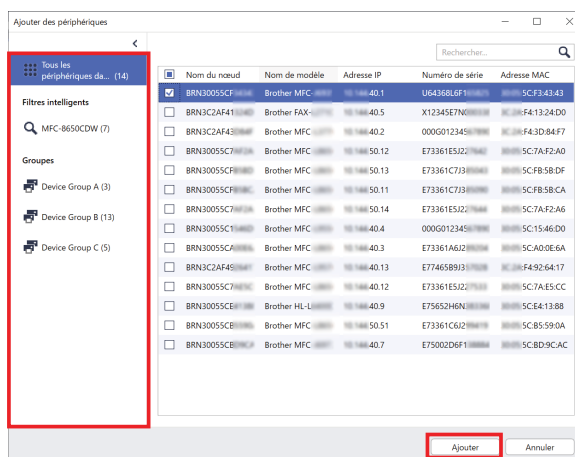 Ajouter des périphériques
Tous les
périphériques da... (14)
Filtres intelligents
MFC-8650CDW (7)
Groupes
Device Group A (3)
Device Group B (13)
Device Group C (5)
Rechercher...
Nom du nœud Nom de modèle Adresse IP Numéro de série Adresse MAC
BRN30055CF Brother MFC- 40.1 U64368L6F1 5C:F3:43:43
BRN3C2AF41 Brother FAX- 40.5 X12345E7N0 F4:13:24:D0
BRN3C2AF43 Brother MFC 40.2 000G012345 F4:3D:84:F7
BRN30055C7 Brother MFC 50.12 E73361E5J2 5C:7A:F2:A0
BRN30055CF Brother MFC 50.13 E73361C7J3 5C:FB:5B:DF
BRN30055CF Brother MFC 50.11 E73361C7J3 5C:FB:5B:CA
BRN30055C7 Brother MFC 50.14 E73361E5J2 5C:7A:F2:A6
BRN30055C1 Brother MFC 40.4 000G012345 5C:15:46:D0
BRN30055CA Brother MFC 40.3 E73361A6J2 5C:A0:0E:6A
BRN3C2AF49 Brother MFC 40.13 E77465B9J3 F4:92:64:17
BRN30055C7 Brother MFC 40.12 E73361E5J2 5C:7A:E5:CC
BRN30055CE Brother HL-L 40.9 E75652H6N 5C:E4:13:88
BRN30055CB Brother MFC 50.51 E73361C6J2 5C:B5:59:0A
BRN30055CB Brother MFC 40.7 E75002D6F1 5C:BD:9C:AC
Ajouter Annuler